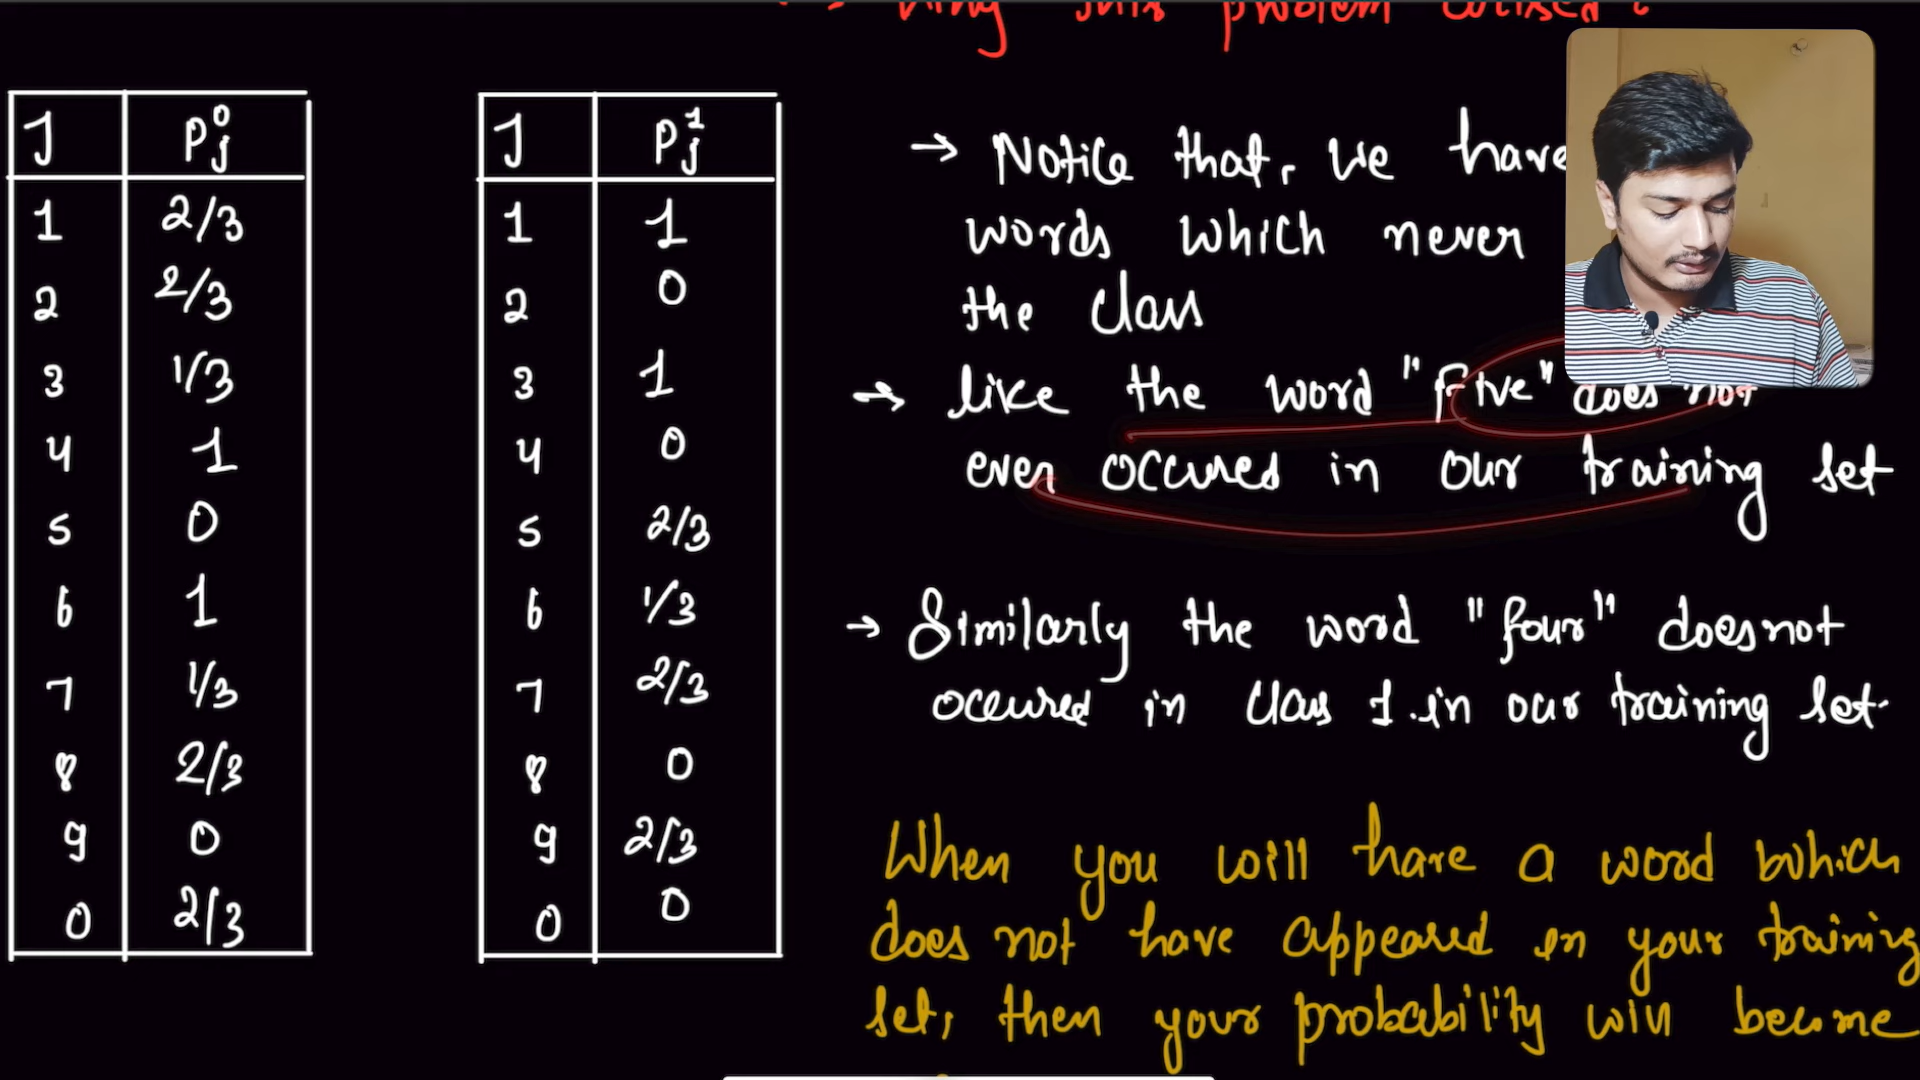 this problem
J P_j^0
1 2/3
2 2/3
3 1/3
4 1
5 0
6 1
7 1/3
8 2/3
9 0
0 2/3
J P_j^1
1 1
2 0
3 1
4 0
5 2/3
6 1/3
7 2/3
8 0
9 2/3
0 0
→ Notice that, we have
words which never
the class
→ like the word "five" does not
ever occured in our training set
→ Similarly the word "four" doesnot
occured in class 1. in our training set.
When you will have a word which
does not have appeared in your training
set, then your probability will become